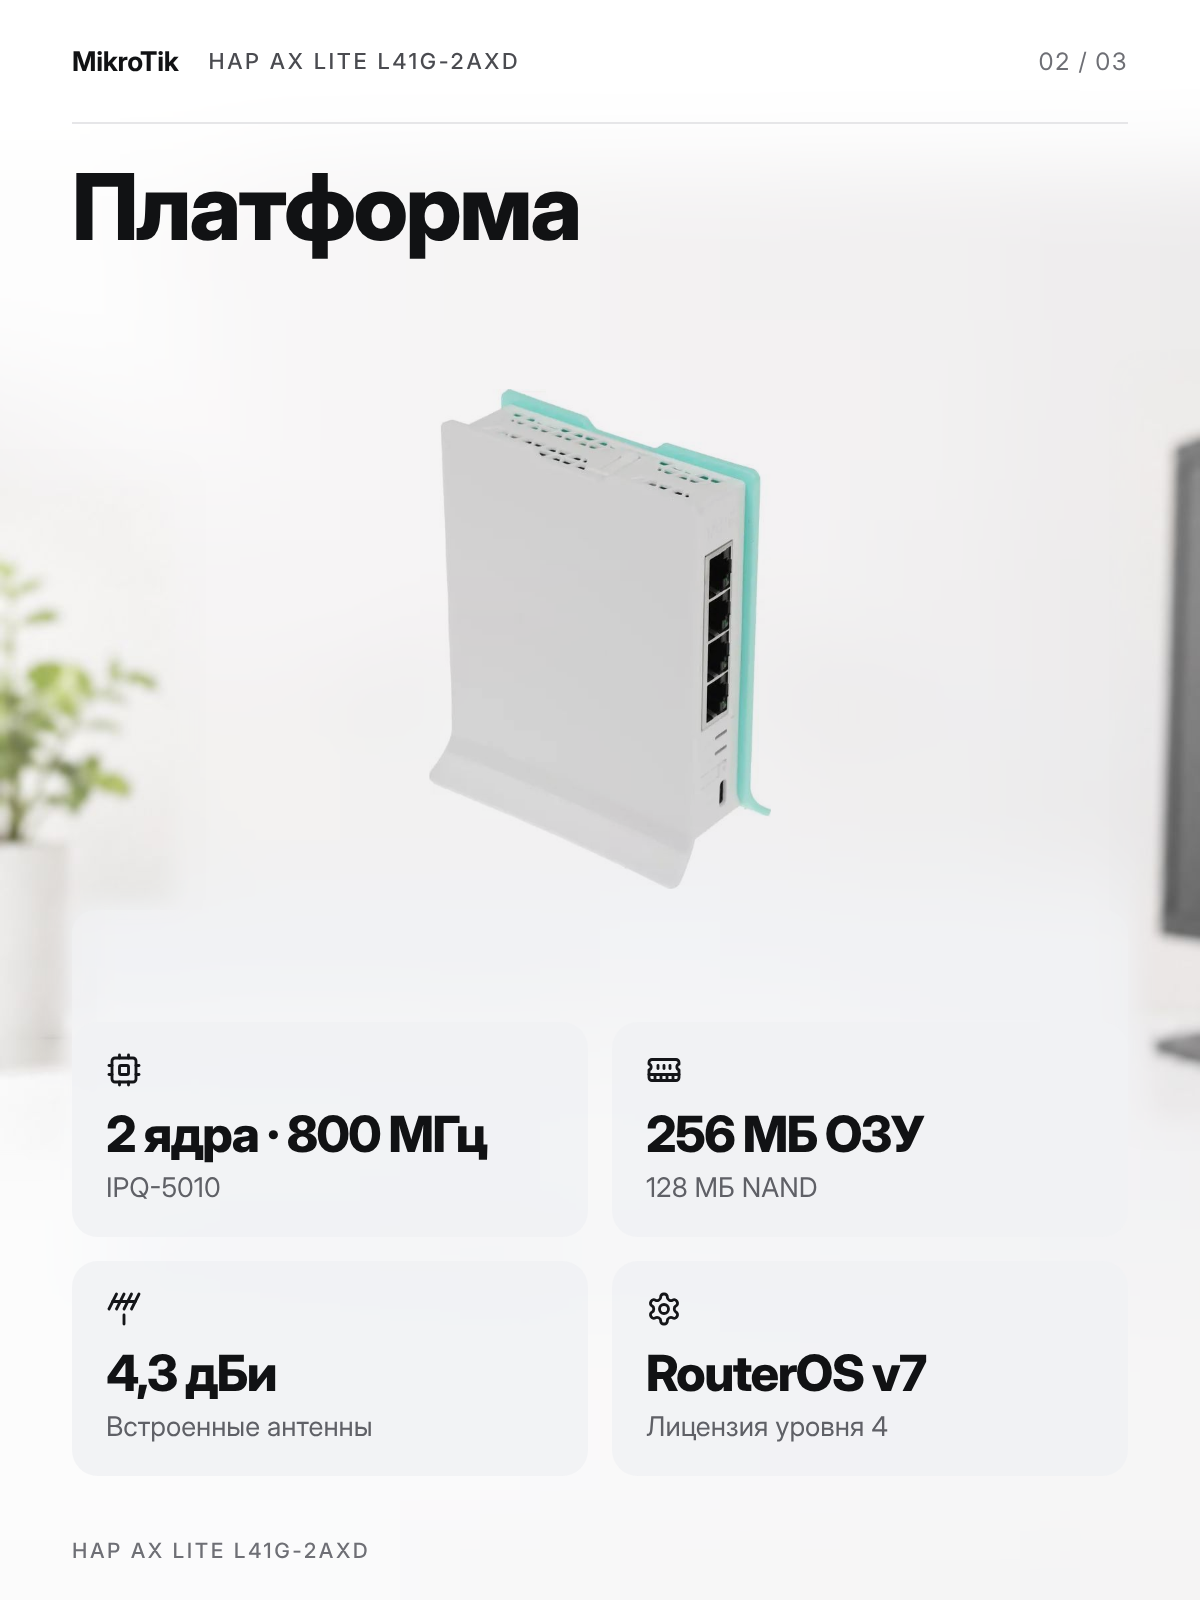 MikroTik HAP AX LITE L41G-2AXD 02 / 03
Платформа
2 ядра · 800 МГц
IPQ-5010
256 МБ ОЗУ
128 МБ NAND
4,3 дБи
Встроенные антенны
RouterOS v7
Лицензия уровня 4
HAP AX LITE L41G-2AXD